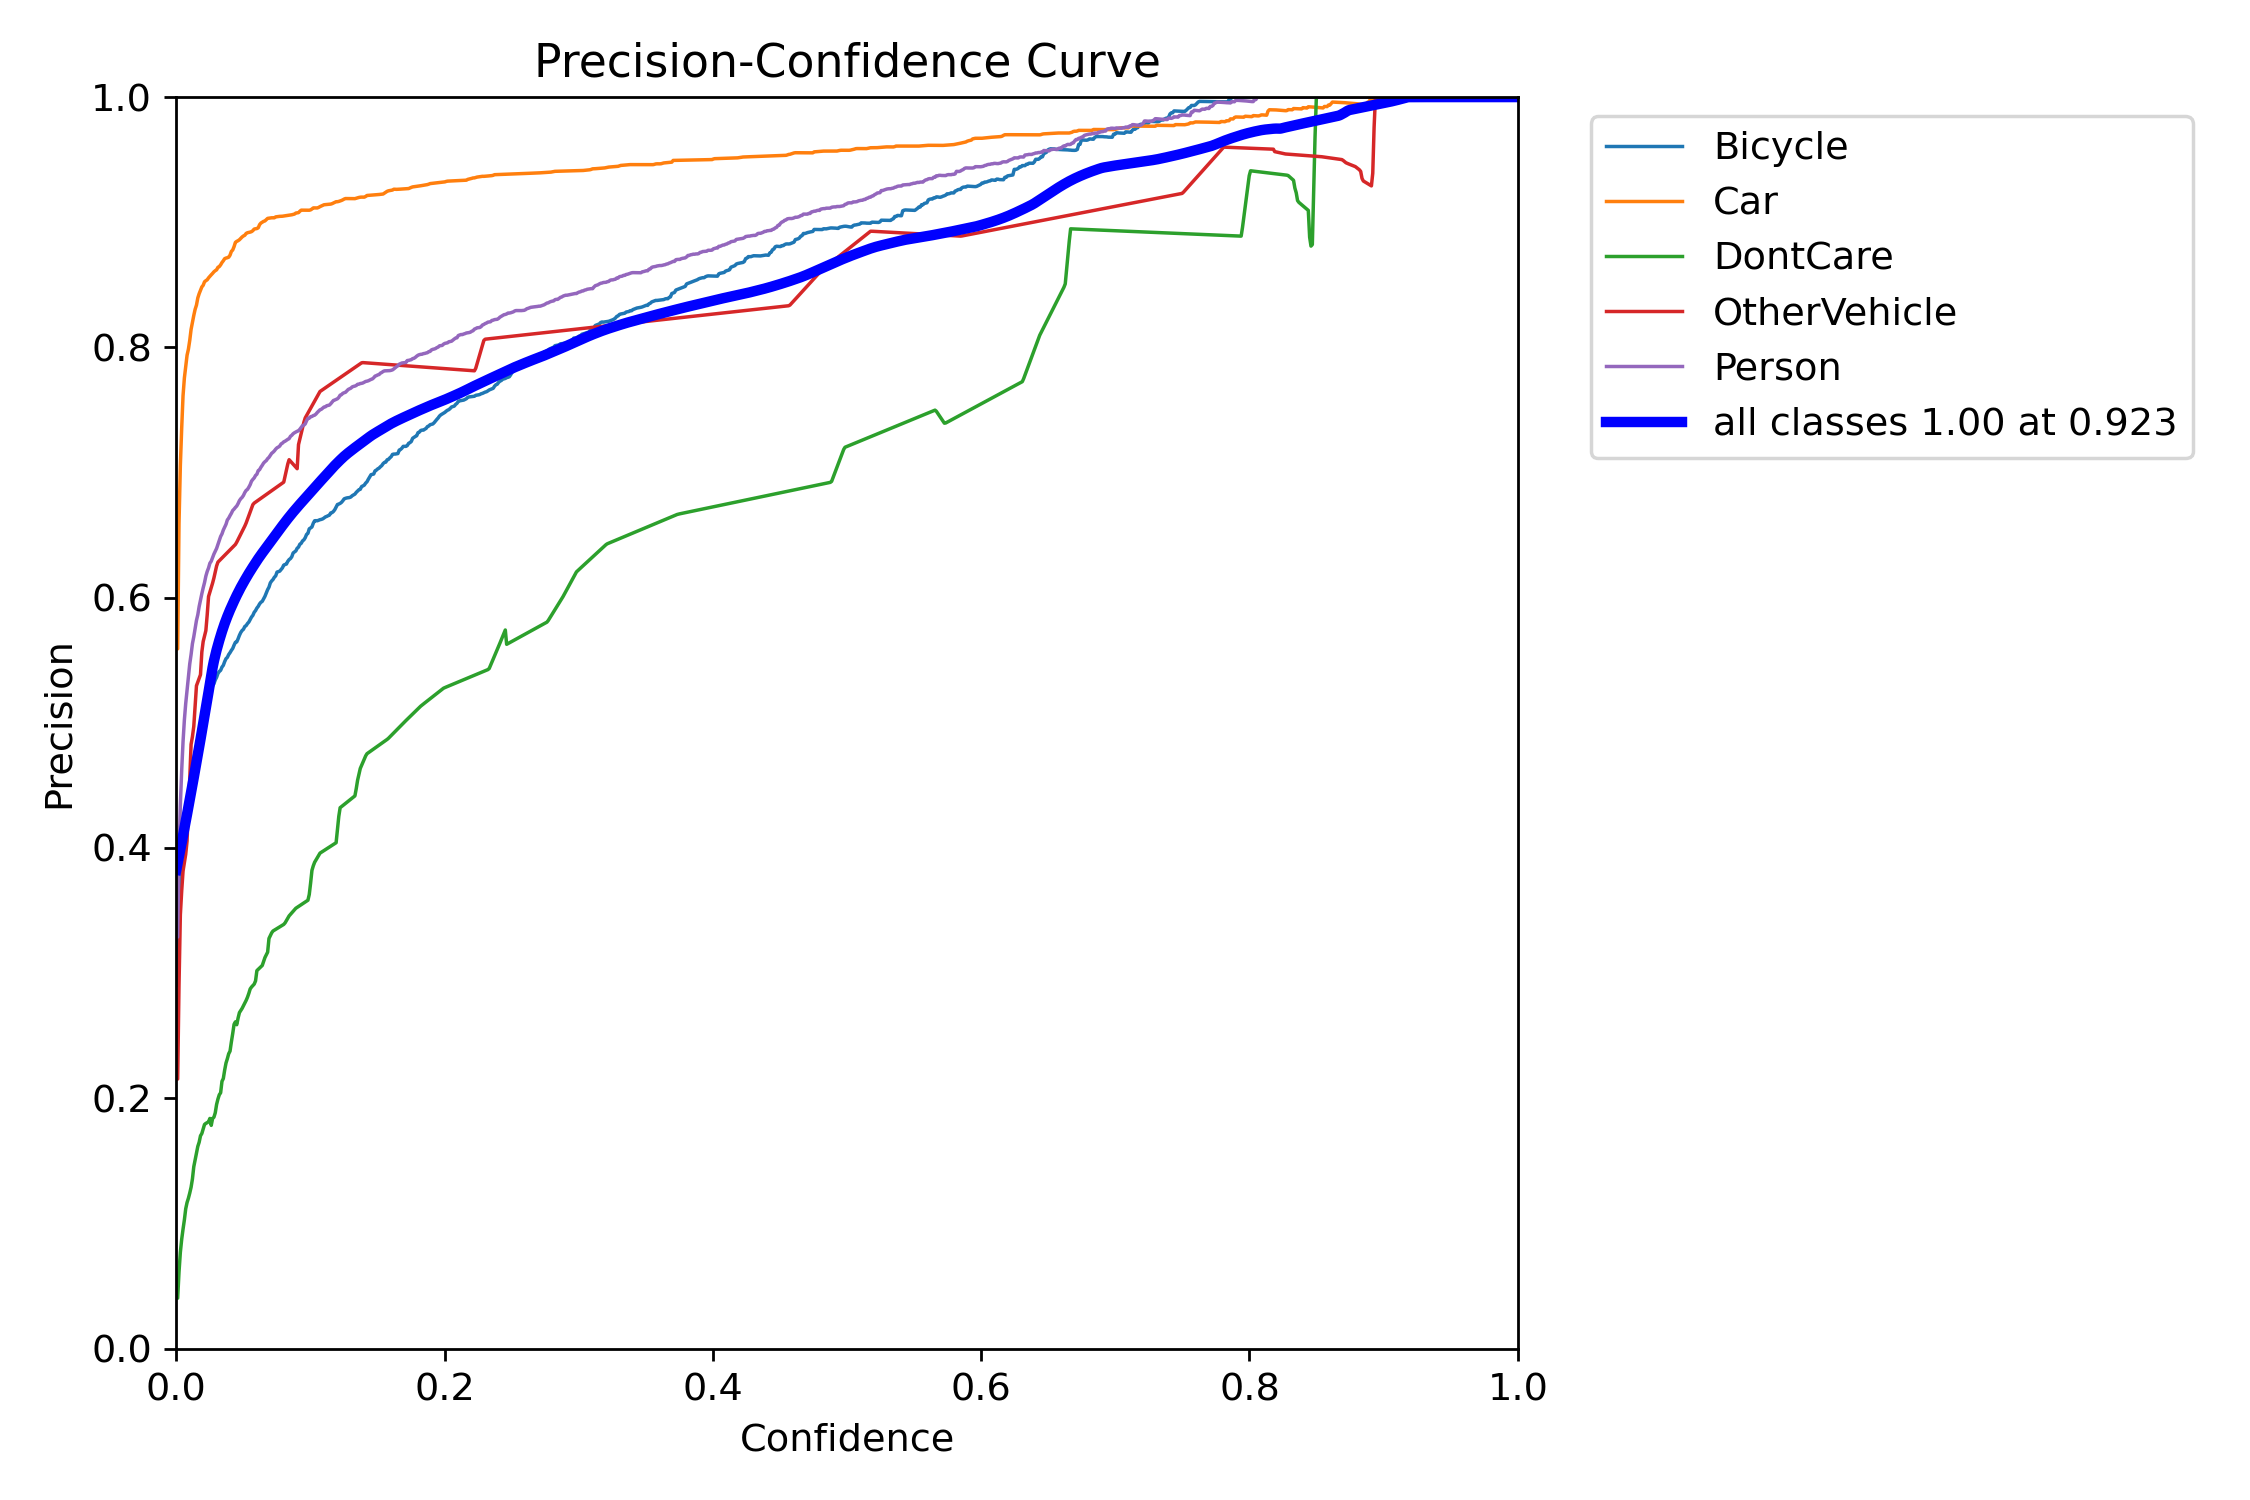 Precision-Confidence Curve
1.0
0.8
0.6
0.4
0.2
0.0
Precision
0.0 0.2 0.4 0.6 0.8 1.0
Confidence
Bicycle
Car
DontCare
OtherVehicle
Person
all classes 1.00 at 0.923